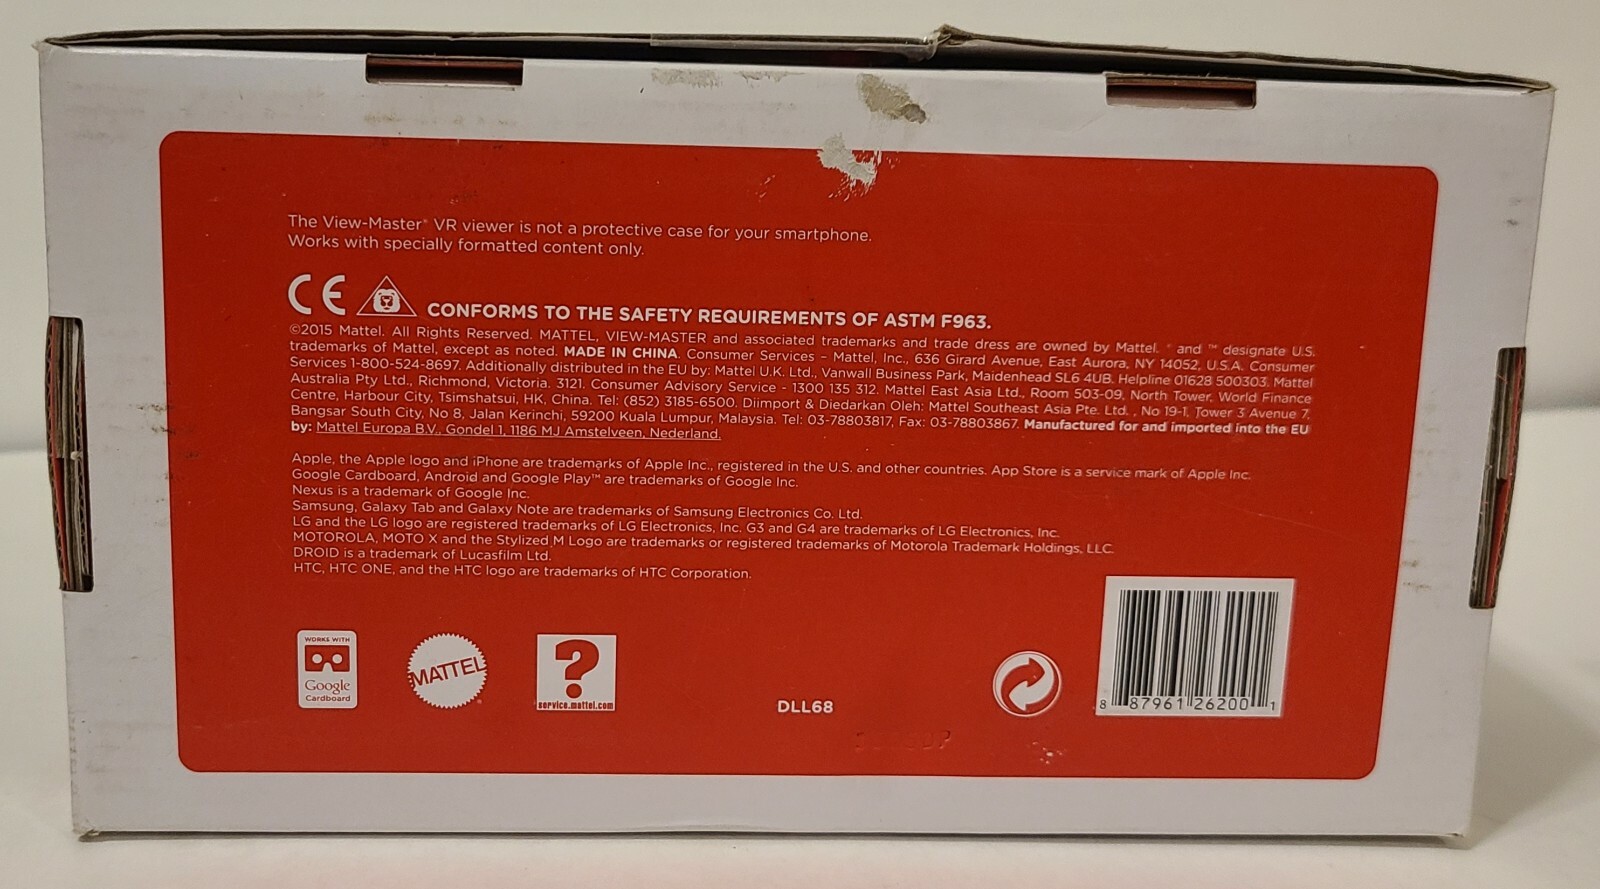 The View-Master® VR viewer is not a protective case for your smartphone.
Works with specially formatted content only.
CE
CONFORMS TO THE SAFETY REQUIREMENTS OF ASTM F963.
©2015 Mattel. All Rights Reserved. MATTEL, VIEW-MASTER and associated trademarks and trade dress are owned by Mattel. ® and ™ designate U.S.
trademarks of Mattel, except as noted. MADE IN CHINA. Consumer Services – Mattel, Inc., 636 Girard Avenue, East Aurora, NY 14052, U.S.A. Consumer
Services 1-800-524-8697. Additionally distributed in the EU by: Mattel U.K. Ltd., Vanwall Business Park, Maidenhead SL6 4UB. Helpline 01628 500303. Mattel
Australia Pty Ltd., Richmond, Victoria. 3121. Consumer Advisory Service - 1300 135 312. Mattel East Asia Ltd., Room 503-09, North Tower, World Finance
Centre, Harbour City, Tsimshatsui, HK, China. Tel: (852) 3185-6500. Diimport & Diedarkan Oleh: Mattel Southeast Asia Pte. Ltd. , No 19-1, Tower 3 Avenue 7,
Bangsar South City, No 8, Jalan Kerinchi, 59200 Kuala Lumpur, Malaysia. Tel: 03-78803817, Fax: 03-78803867. Manufactured for and imported into the EU
by: Mattel Europa B.V., Gondel 1, 1186 MJ Amstelveen, Nederland.
Apple, the Apple logo and iPhone are trademarks of Apple Inc., registered in the U.S. and other countries. App Store is a service mark of Apple Inc.
Google Cardboard, Android and Google Play™ are trademarks of Google Inc.
Nexus is a trademark of Google Inc.
Samsung, Galaxy Tab and Galaxy Note are trademarks of Samsung Electronics Co. Ltd.
LG and the LG logo are registered trademarks of LG Electronics, Inc. G3 and G4 are trademarks of LG Electronics, Inc.
MOTOROLA, MOTO X and the Stylized M Logo are trademarks or registered trademarks of Motorola Trademark Holdings, LLC.
DROID is a trademark of Lucasfilm Ltd.
HTC, HTC ONE, and the HTC logo are trademarks of HTC Corporation.
WORKS WITH
Google
Cardboard
MATTEL®
?
service.mattel.com
DLL68
8 87961 26200 1